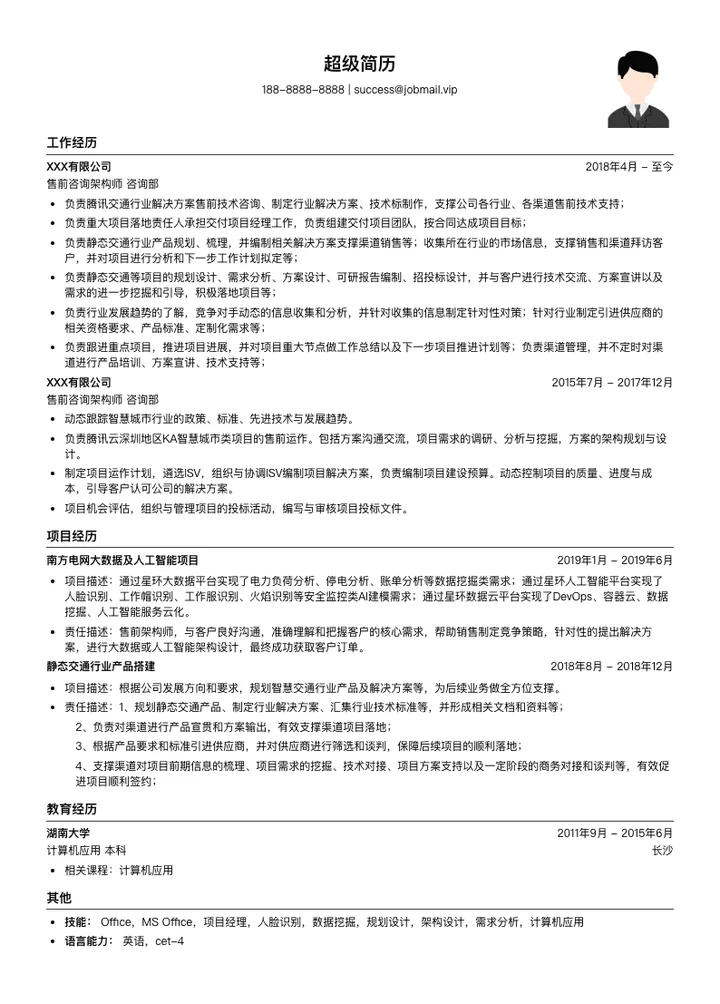 超级简历
188-8888-8888 | success@jobmail.vip
工作经历
XXX有限公司 2018年4月 – 至今
售前咨询架构师 咨询部
• 负责腾讯交通行业解决方案售前技术咨询、制定行业解决方案、技术标制作，支撑公司各行业、各渠道售前技术支持；
• 负责重大项目落地责任人承担交付项目经理工作，负责组建交付项目团队，按合同达成项目目标；
• 负责静态交通行业产品规划、梳理，并编制相关解决方案支撑渠道销售等；收集所在行业的市场信息，支撑销售和渠道拜访客
户，并对项目进行分析和下一步工作计划拟定等；
• 负责静态交通等项目的规划设计、需求分析、方案设计、可研报告编制、招投标设计，并与客户进行技术交流、方案宣讲以及
需求的进一步挖掘和引导，积极落地项目等；
• 负责行业发展趋势的了解，竞争对手动态的信息收集和分析，并针对收集的信息制定针对性对策；针对行业制定引进供应商的
相关资格要求、产品标准、定制化需求等；
• 负责跟进重点项目，推进项目进展，并对项目重大节点做工作总结以及下一步项目推进计划等；负责渠道管理，并不定时对渠
道进行产品培训、方案宣讲、技术支持等；
XXX有限公司 2015年7月 – 2017年12月
售前咨询架构师 咨询部
• 动态跟踪智慧城市行业的政策、标准、先进技术与发展趋势。
• 负责腾讯云深圳地区KA智慧城市类项目的售前运作。包括方案沟通交流，项目需求的调研、分析与挖掘，方案的架构规划与设
计。
• 制定项目运作计划，遴选ISV，组织与协调ISV编制项目解决方案，负责编制项目建设预算。动态控制项目的质量、进度与成
本，引导客户认可公司的解决方案。
• 项目机会评估，组织与管理项目的投标活动，编写与审核项目投标文件。
项目经历
南方电网大数据及人工智能项目 2019年1月 – 2019年6月
• 项目描述：通过星环大数据平台实现了电力负荷分析、停电分析、账单分析等数据挖掘类需求；通过星环人工智能平台实现了
人脸识别、工作帽识别、工作服识别、火焰识别等安全监控类AI建模需求；通过星环数据云平台实现了DevOps、容器云、数据
挖掘、人工智能服务云化。
• 责任描述：售前架构师，与客户良好沟通，准确理解和把握客户的核心需求，帮助销售制定竞争策略，针对性的提出解决方
案，进行大数据或人工智能架构设计，最终成功获取客户订单。
静态交通行业产品搭建 2018年8月 – 2018年12月
• 项目描述：根据公司发展方向和要求，规划智慧交通行业产品及解决方案等，为后续业务做全方位支撑。
• 责任描述：1、规划静态交通产品、制定行业解决方案、汇集行业技术标准等，并形成相关文档和资料等；
2、负责对渠道进行产品宣贯和方案输出，有效支撑渠道项目落地；
3、根据产品要求和标准引进供应商，并对供应商进行筛选和谈判，保障后续项目的顺利落地；
4、支撑渠道对项目前期信息的梳理、项目需求的挖掘、技术对接、项目方案支持以及一定阶段的商务对接和谈判等，有效促
进项目顺利签约；
教育经历
湖南大学 2011年9月 – 2015年6月
计算机应用 本科 长沙
• 相关课程：计算机应用
其他
• 技能： Office，MS Office，项目经理，人脸识别，数据挖掘，规划设计，架构设计，需求分析，计算机应用
• 语言能力： 英语，cet-4